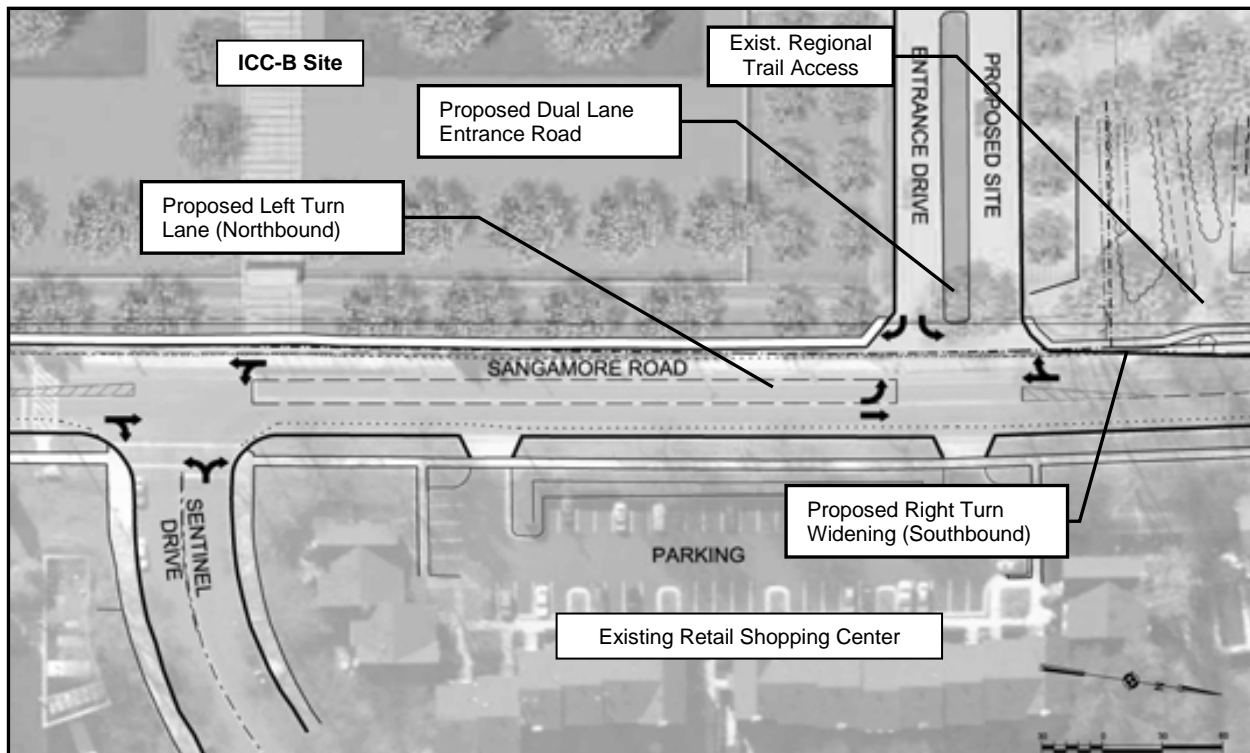 ICC-B Site
Exist. Regional
Trail Access
Proposed Dual Lane
Entrance Road
ENTRANCE DRIVE
PROPOSED SITE
Proposed Left Turn
Lane (Northbound)
SANGAMORE ROAD
SENTINEL
DRIVE
PARKING
Proposed Right Turn
Widening (Southbound)
Existing Retail Shopping Center
N